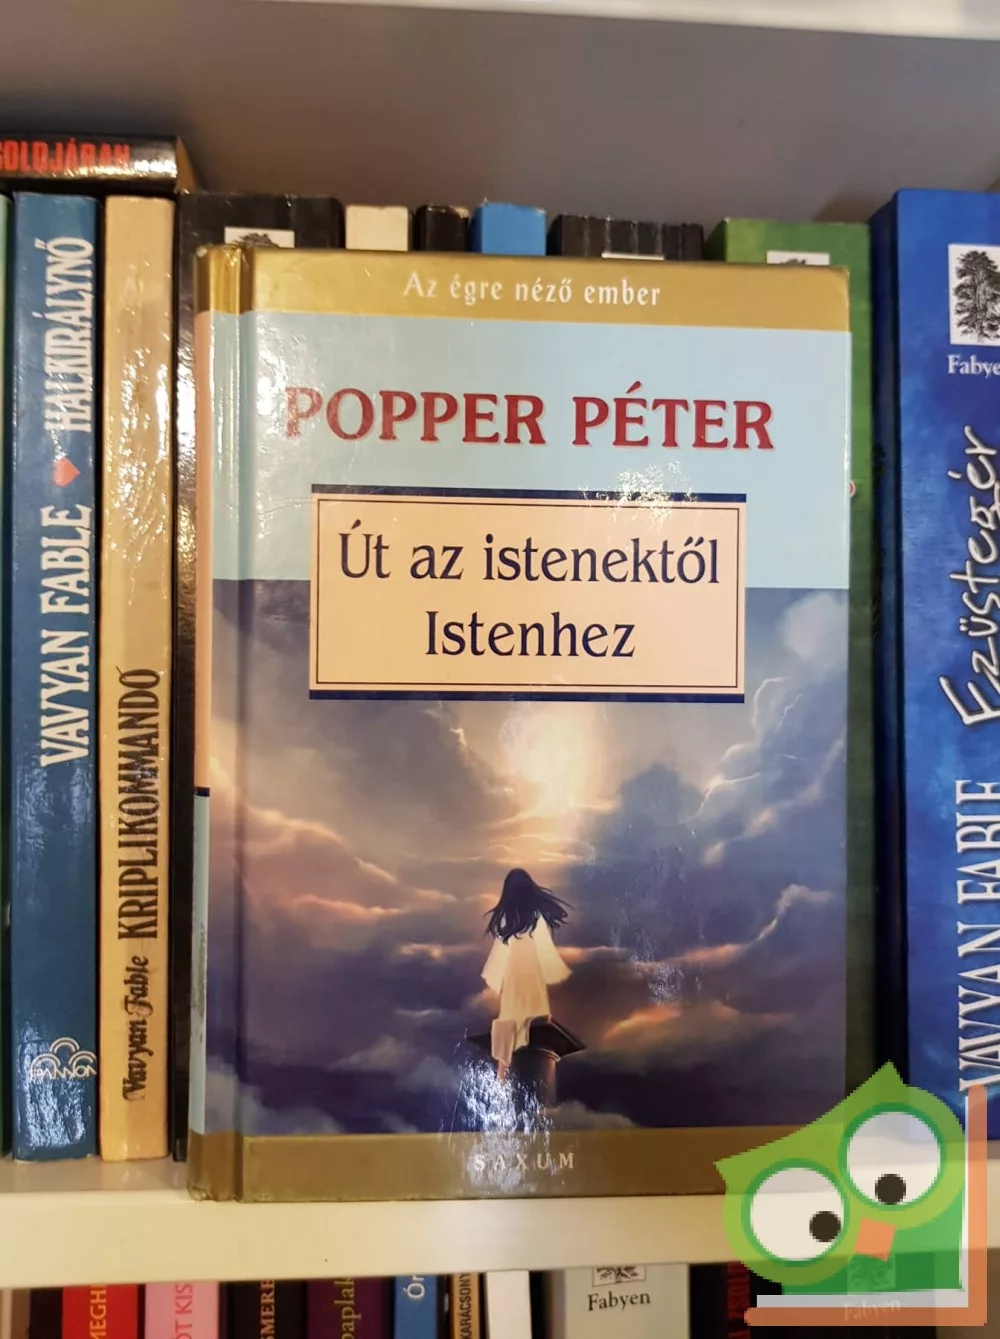 Az égre néző ember
POPPER PÉTER
Út az istenektől
Istenhez
SAXUM
VAVYAN FABLE ♥ HALKIRÁLYNŐ
Vavyan Fable KRIPLIKOMMANDÓ
VAVYAN FABLE Ezüstegér
Fabyen
Fabyen